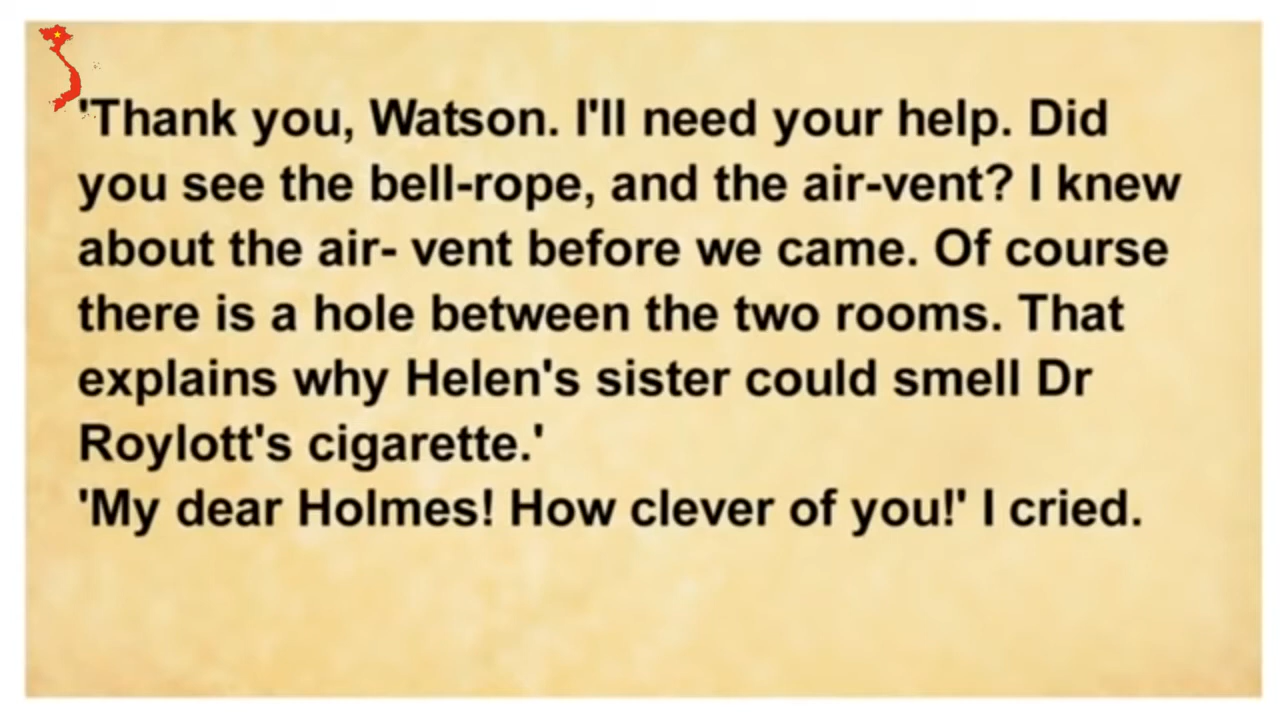 'Thank you, Watson. I'll need your help. Did
you see the bell-rope, and the air-vent? I knew
about the air- vent before we came. Of course
there is a hole between the two rooms. That
explains why Helen's sister could smell Dr
Roylott's cigarette.'
'My dear Holmes! How clever of you!' I cried.